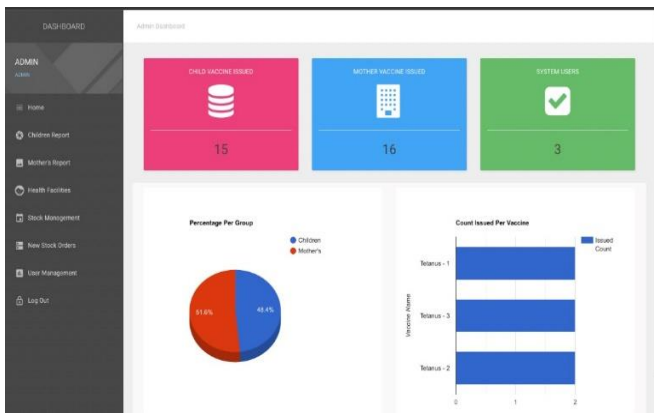 DASHBOARD
Admin Dashboard
ADMIN
ADMIN
Home
Children Report
Mother's Report
Health Facilities
Stock Management
New Stock Orders
User Management
Log Out
CHILD VACCINE ISSUED
15
MOTHER VACCINE ISSUED
16
SYSTEM USERS
3
Percentage Per Group
Children
Mother's
51.6%
48.4%
Count Issued Per Vaccine
Issued
Count
Vaccine Name
Tetanus - 1
Tetanus - 3
Tetanus - 2
0
1
2